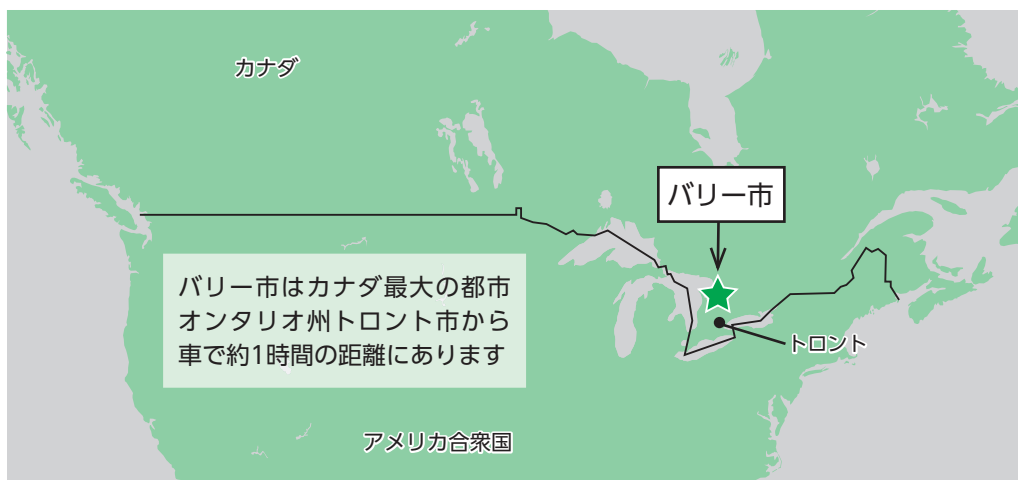 カナダ
バリー市
バリー市はカナダ最大の都市
オンタリオ州トロント市から
車で約1時間の距離にあります
トロント
アメリカ合衆国